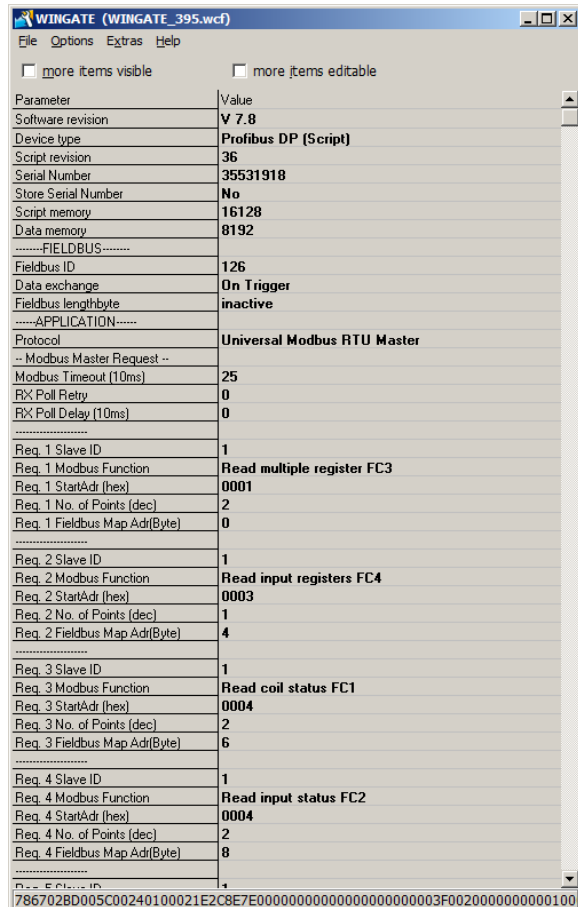 WINGATE (WINGATE_395.wcf)
File Options Extras Help
more items visible more items editable
Parameter Value
Software revision V 7.8
Device type Profibus DP (Script)
Script revision 36
Serial Number 35531918
Store Serial Number No
Script memory 16128
Data memory 8192
--------FIELDBUS--------
Fieldbus ID 126
Data exchange On Trigger
Fieldbus lengthbyte inactive
------APPLICATION------
Protocol Universal Modbus RTU Master
-- Modbus Master Request --
Modbus Timeout (10ms) 25
RX Poll Retry 0
RX Poll Delay (10ms) 0
---------------------
Req. 1 Slave ID 1
Req. 1 Modbus Function Read multiple register FC3
Req. 1 StartAdr (hex) 0001
Req. 1 No. of Points (dec) 2
Req. 1 Fieldbus Map Adr(Byte) 0
---------------------
Req. 2 Slave ID 1
Req. 2 Modbus Function Read input registers FC4
Req. 2 StartAdr (hex) 0003
Req. 2 No. of Points (dec) 1
Req. 2 Fieldbus Map Adr(Byte) 4
---------------------
Req. 3 Slave ID 1
Req. 3 Modbus Function Read coil status FC1
Req. 3 StartAdr (hex) 0004
Req. 3 No. of Points (dec) 2
Req. 3 Fieldbus Map Adr(Byte) 6
---------------------
Req. 4 Slave ID 1
Req. 4 Modbus Function Read input status FC2
Req. 4 StartAdr (hex) 0004
Req. 4 No. of Points (dec) 2
Req. 4 Fieldbus Map Adr(Byte) 8
---------------------
Req. 5 Slave ID 1